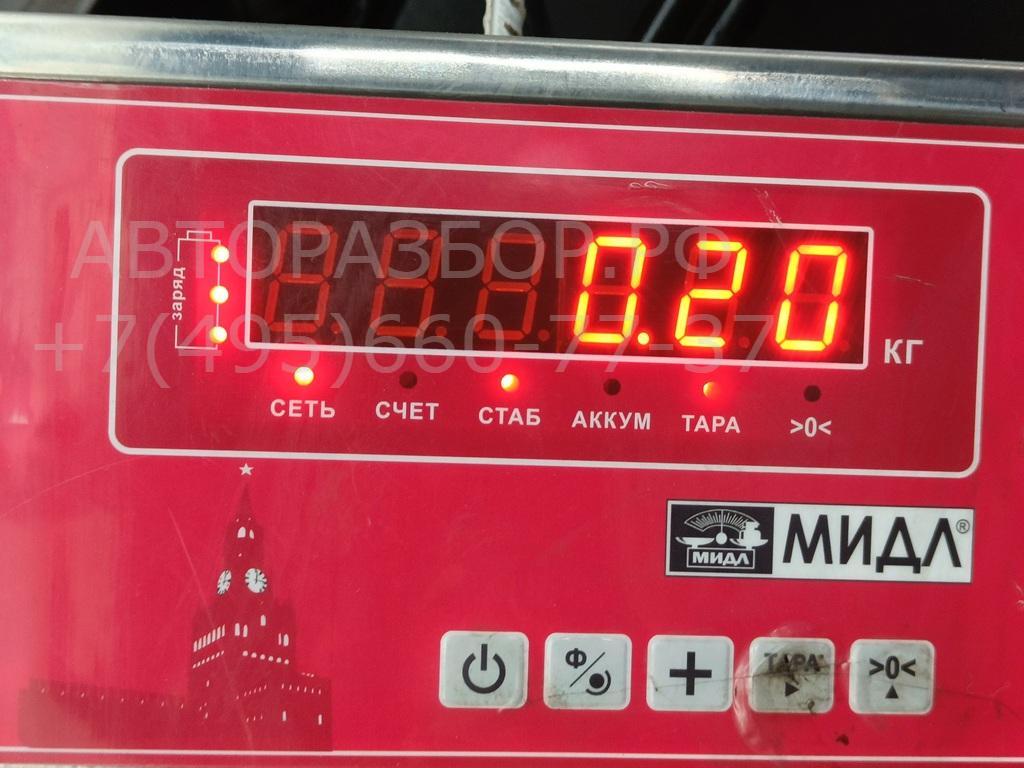 АВТОРАЗБОР.РФ
+7(495)660-77-37
заряд
0.20
КГ
СЕТЬ СЧЕТ СТАБ АККУМ ТАРА >0<
МИДЛ
МИДЛ®
Ф + ТАРА >0<